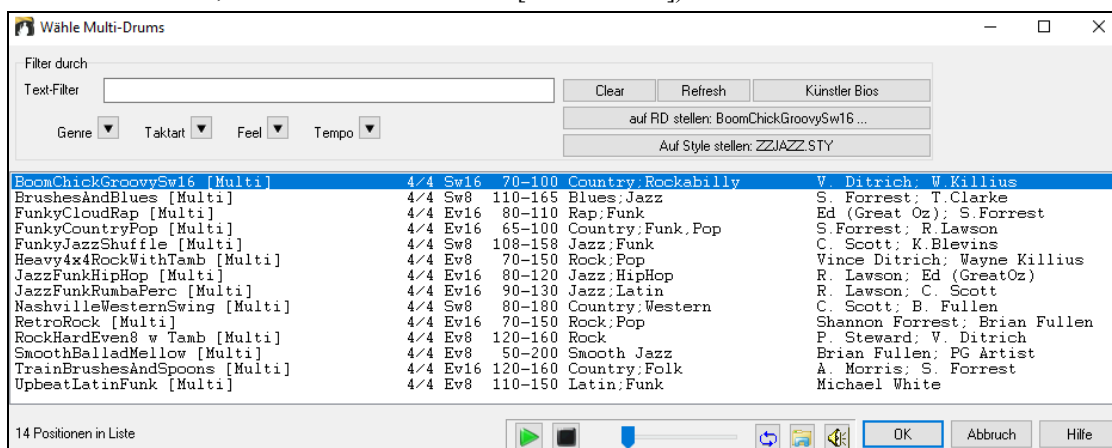 Wähle Multi-Drums
Filter durch
Text-Filter
Clear Refresh Künstler Bios
auf RD stellen: BoomChickGroovySw16 ...
Genre Taktart Feel Tempo
Auf Style stellen: ZZJAZZ.STY
BoomChickGroovySw16 [Multi] 4/4 Sw16 70-100 Country;Rockabilly V. Ditrich; W.Killius
BrushesAndBlues [Multi] 4/4 Sw8 110-165 Blues;Jazz S. Forrest; T.Clarke
FunkyCloudRap [Multi] 4/4 Ev16 80-110 Rap;Funk Ed (Great Oz); S.Forrest
FunkyCountryPop [Multi] 4/4 Ev16 65-100 Country;Funk,Pop S.Forrest; R.Lawson
FunkyJazzShuffle [Multi] 4/4 Sw8 108-158 Jazz;Funk C. Scott; K.Blevins
Heavy4x4RockWithTamb [Multi] 4/4 Ev8 70-150 Rock;Pop Vince Ditrich; Wayne Killius
JazzFunkHipHop [Multi] 4/4 Ev16 80-120 Jazz;HipHop R. Lawson; Ed (GreatOz)
JazzFunkRumbaPerc [Multi] 4/4 Ev16 90-130 Jazz;Latin R. Lawson; C. Scott
NashvilleWesternSwing [Multi] 4/4 Sw8 80-180 Country;Western C. Scott; B. Fullen
RetroRock [Multi] 4/4 Ev16 70-150 Rock;Pop Shannon Forrest; Brian Fullen
RockHardEven8 w Tamb [Multi] 4/4 Ev8 120-160 Rock P. Steward; V. Ditrich
SmoothBalladMellow [Multi] 4/4 Ev8 50-200 Smooth Jazz Brian Fullen; PG Artist
TrainBrushesAndSpoons [Multi] 4/4 Ev16 120-160 Country;Folk A. Morris; S. Forrest
UpbeatLatinFunk [Multi] 4/4 Ev8 110-150 Latin;Funk Michael White
14 Positionen in Liste OK Abbruch Hilfe